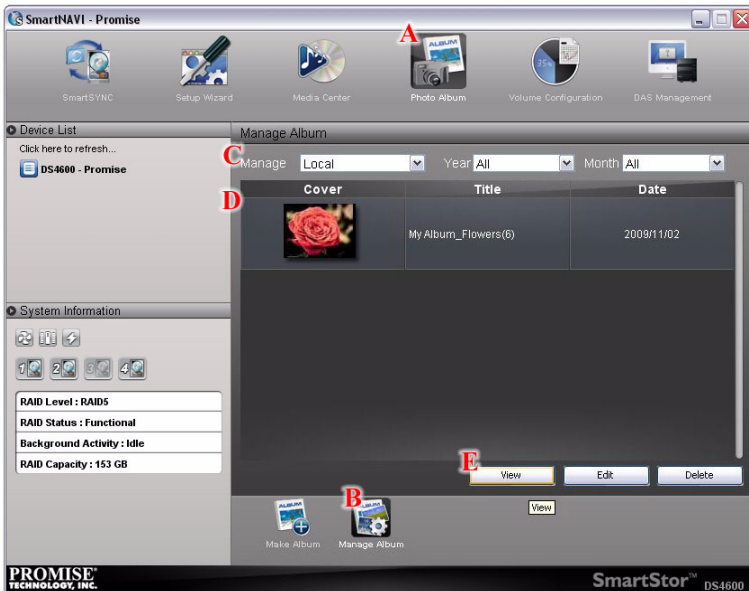 SmartNAVI - Promise
A
SmartSYNC Setup Wizard Media Center Photo Album Volume Configuration DAS Management
Device List
Click here to refresh...
DS4600 - Promise
Manage Album
C
Manage Local Year All Month All
D
Cover Title Date
My Album_Flowers(6) 2009/11/02
System Information
1 2 3 4
RAID Level : RAID5
RAID Status : Functional
Background Activity : Idle
RAID Capacity : 153 GB
E
View Edit Delete
B
View
Make Album Manage Album
PROMISE®
TECHNOLOGY, INC.
SmartStor™ DS4600